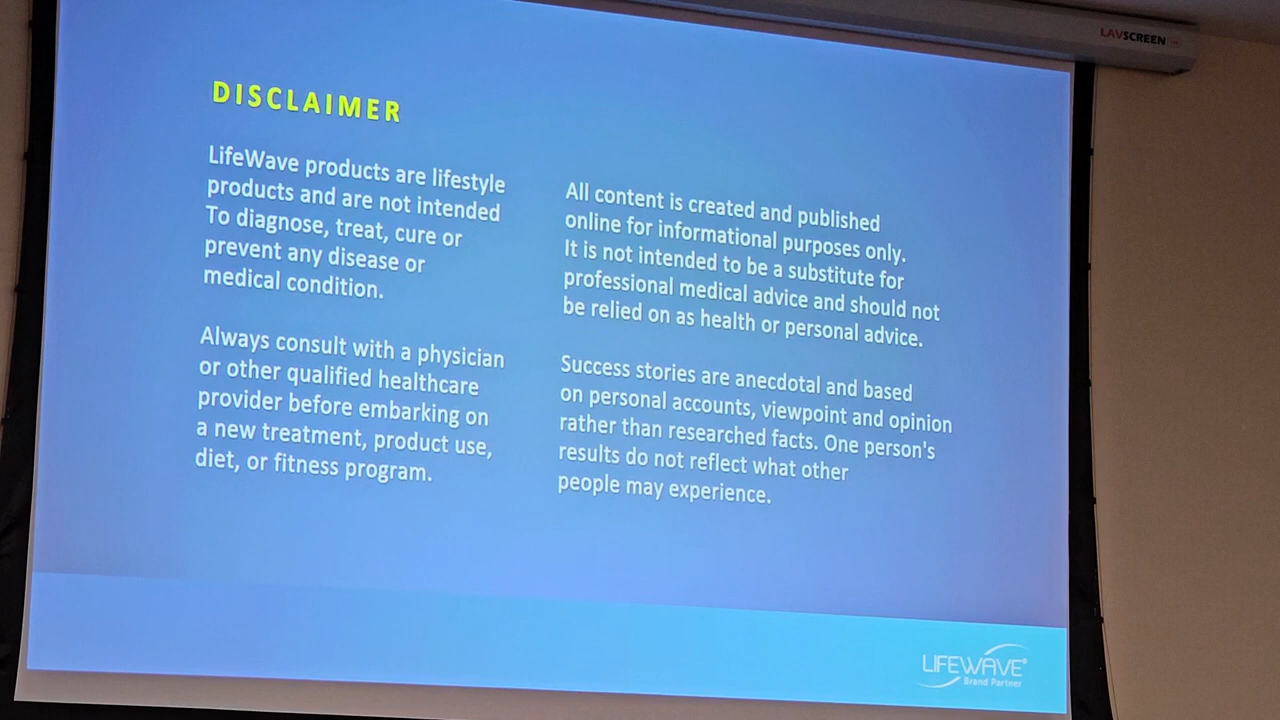 LAVSCREEN
DISCLAIMER
LifeWave products are lifestyle
products and are not intended
To diagnose, treat, cure or
prevent any disease or
medical condition.
Always consult with a physician
or other qualified healthcare
provider before embarking on
a new treatment, product use,
diet, or fitness program.
All content is created and published
online for informational purposes only.
It is not intended to be a substitute for
professional medical advice and should not
be relied on as health or personal advice.
Success stories are anecdotal and based
on personal accounts, viewpoint and opinion
rather than researched facts. One person's
results do not reflect what other
people may experience.
LIFEWAVE®
Brand Partner